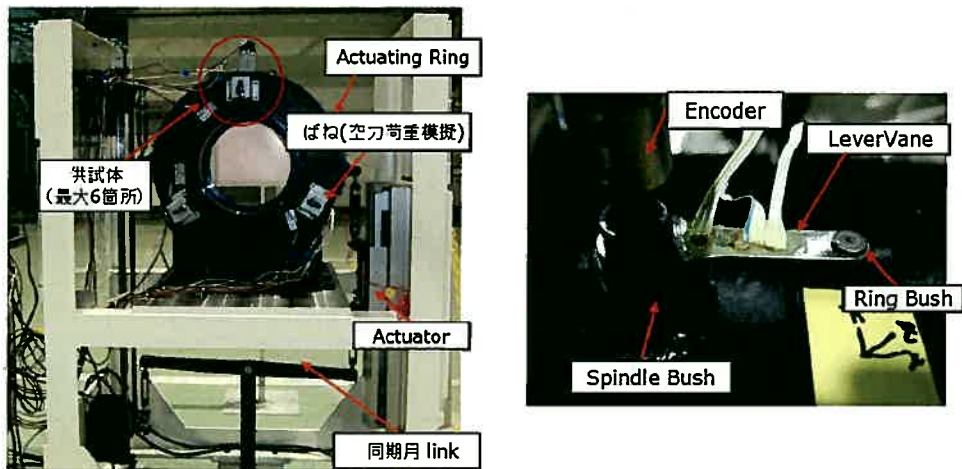 Actuating Ring
ばね(空力荷重模擬)
供試体
(最大6箇所)
Actuator
同期用 link
Encoder
LeverVane
Ring Bush
Spindle Bush